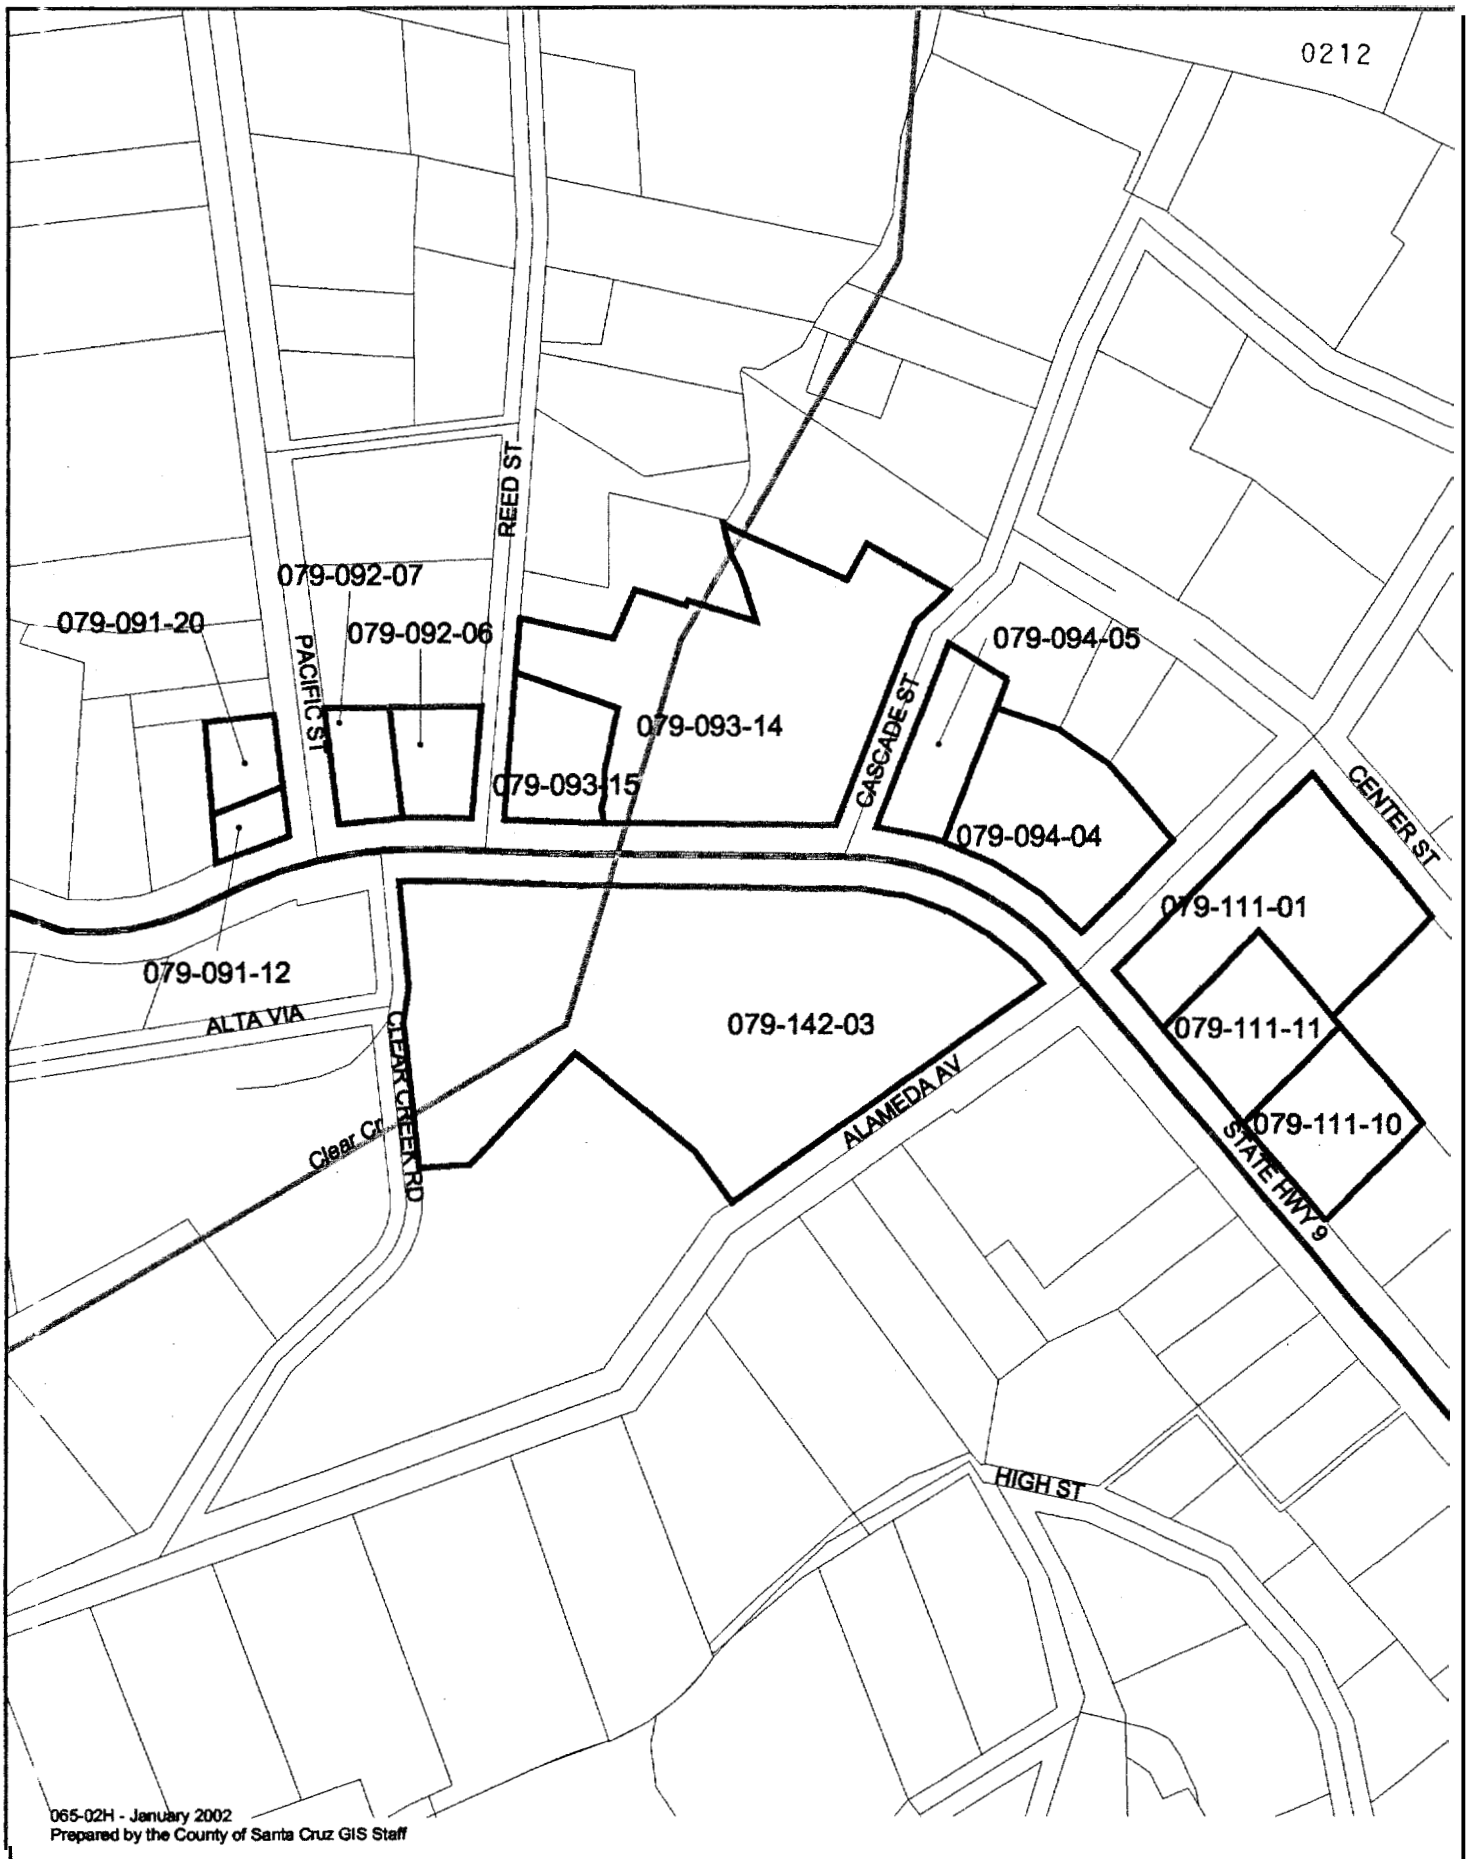 0212
REED ST
079-092-07
079-091-20
079-092-06
079-094-05
PACIFIC ST
CASCADE ST
079-093-14
079-093-15
CENTER ST
079-094-04
079-111-01
079-091-12
ALTA VIA
CLEAR CREEK RD
079-142-03
079-111-11
ALAMEDA AV
Clear Cr
079-111-10
STATE HWY 9
HIGH ST
065-02H - January 2002
Prepared by the County of Santa Cruz GIS Staff